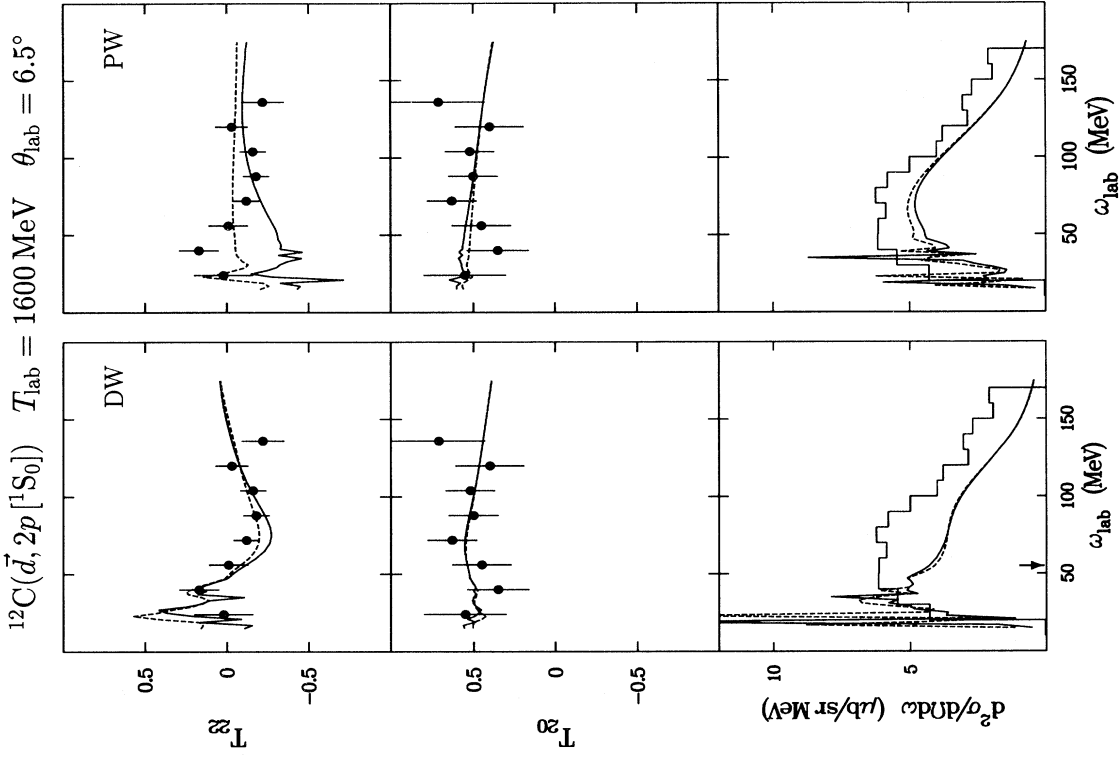 ¹²C(d⃗, 2p [¹S₀]) T_lab = 1600 MeV θ_lab = 6.5°
DW
PW
T₂₂
0.5
0
−0.5
T₂₀
0.5
0
−0.5
d²σ/dΩdω (μb/sr MeV)
10
5
50
100
150
ω_lab (MeV)
50
100
150
ω_lab (MeV)